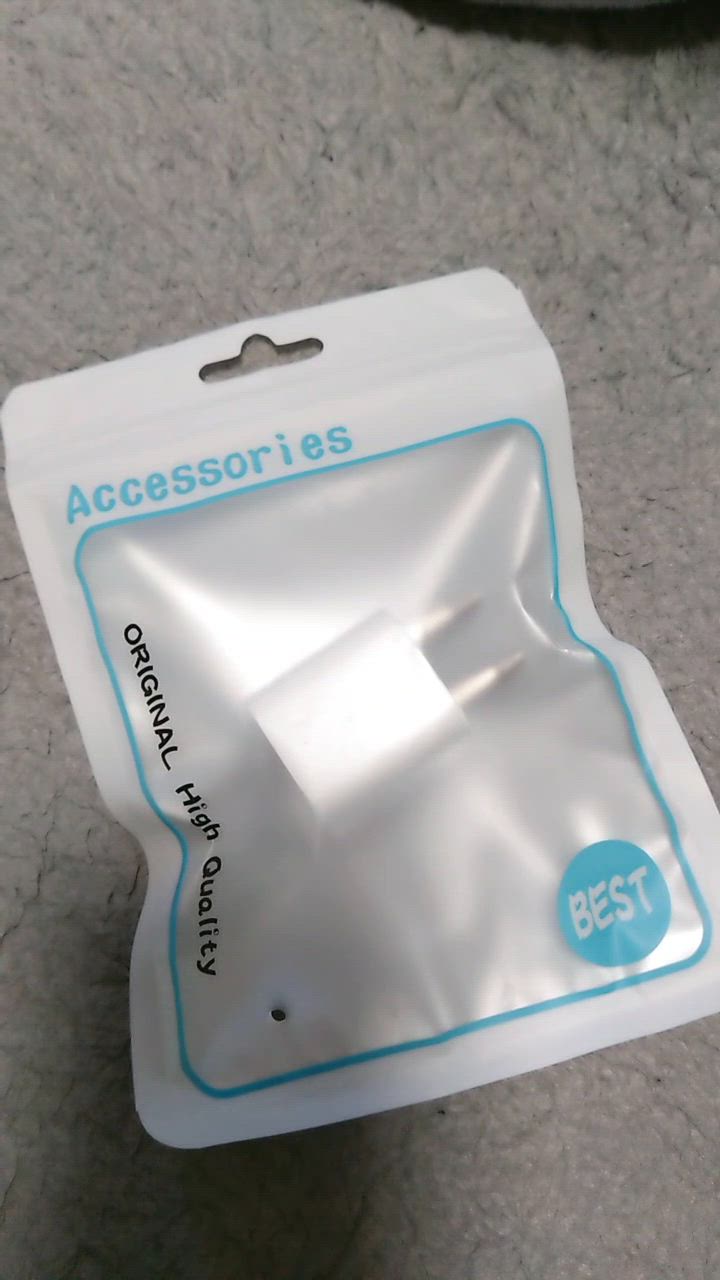 Accessories
ORIGINAL High Quality
BEST